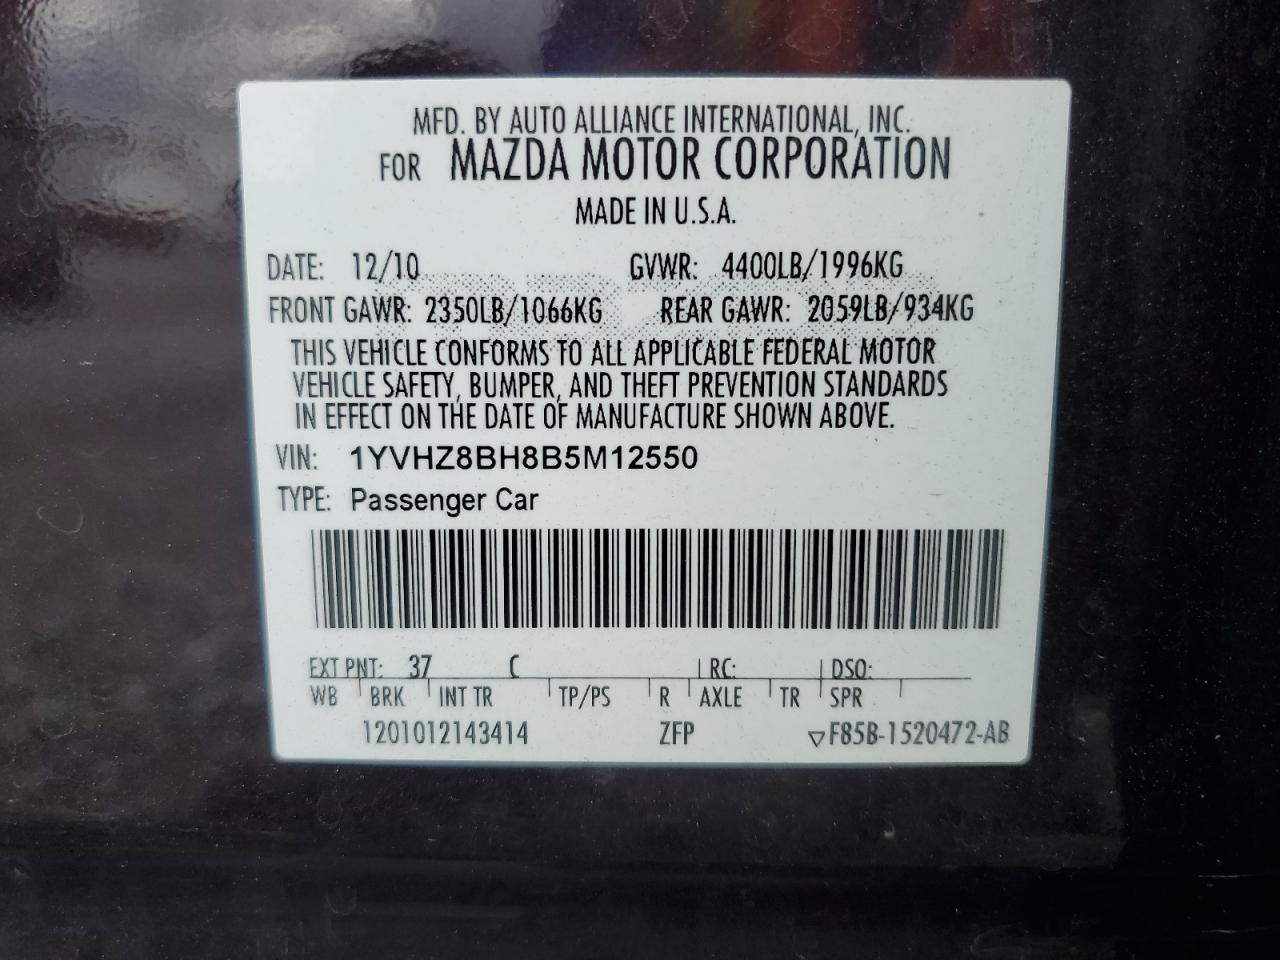 MFD. BY AUTO ALLIANCE INTERNATIONAL, INC.
FOR MAZDA MOTOR CORPORATION
MADE IN U.S.A.
DATE: 12/10 GVWR: 4400LB/1996KG
FRONT GAWR: 2350LB/1066KG REAR GAWR: 2059LB/934KG
THIS VEHICLE CONFORMS TO ALL APPLICABLE FEDERAL MOTOR
VEHICLE SAFETY, BUMPER, AND THEFT PREVENTION STANDARDS
IN EFFECT ON THE DATE OF MANUFACTURE SHOWN ABOVE.
VIN: 1YVHZ8BH8B5M12550
TYPE: Passenger Car
EXT PNT: 37 C RC: DSO:
WB BRK INT TR TP/PS R AXLE TR SPR
1201012143414 ZFP ▽F85B-1520472-AB